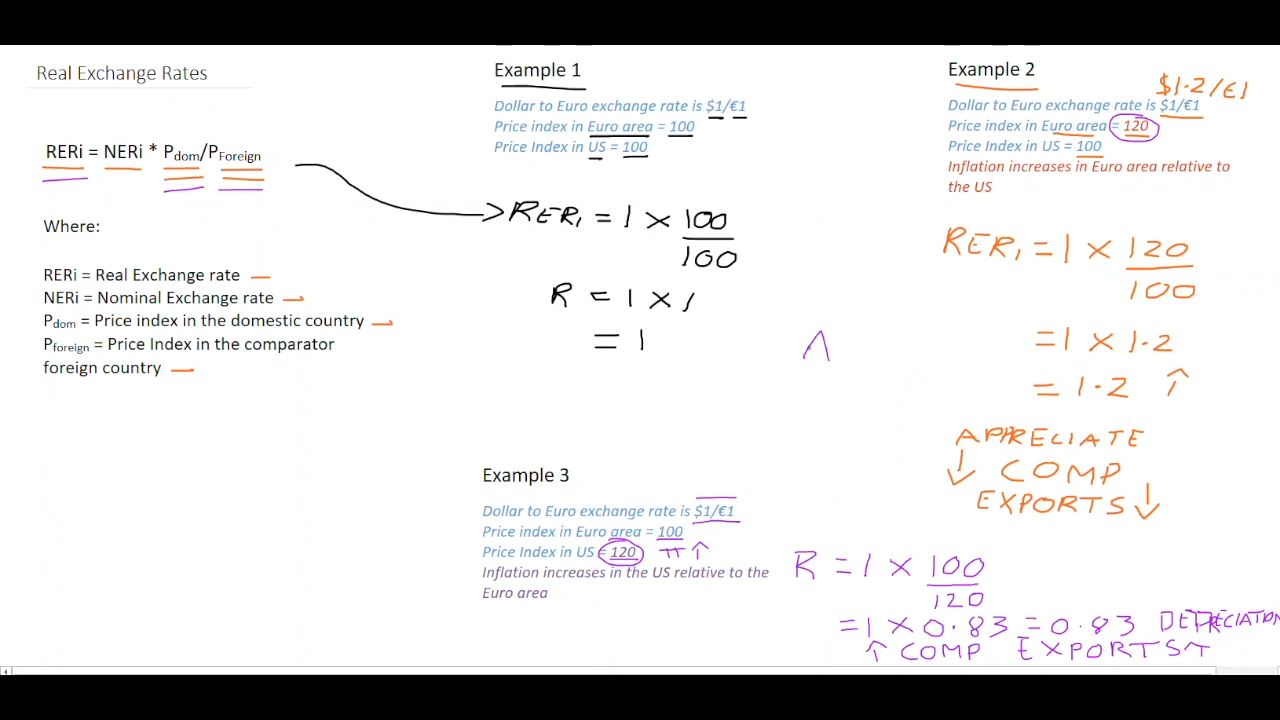 Real Exchange Rates
RERi = NERi * Pdom/PForeign
Where:
RERi = Real Exchange rate
NERi = Nominal Exchange rate
Pdom = Price index in the domestic country
Pforeign = Price Index in the comparator
foreign country
Example 1
Dollar to Euro exchange rate is $1/€1
Price index in Euro area = 100
Price Index in US = 100
RERi = 1 × 100
100
R = 1 × 1
= 1
Example 2
$1.2/€1
Dollar to Euro exchange rate is $1/€1
Price index in Euro area = 120
Price Index in US = 100
Inflation increases in Euro area relative to
the US
RERi = 1 × 120
100
= 1 × 1.2
= 1.2 ↑
APPRECIATE
↓ COMP
EXPORTS ↓
Example 3
Dollar to Euro exchange rate is $1/€1
Price index in Euro area = 100
Price Index in US = 120 π ↑
Inflation increases in the US relative to the
Euro area
R = 1 × 100
120
= 1 × 0.83 = 0.83 DEPRECIATION
↑ COMP EXPORTS ↑